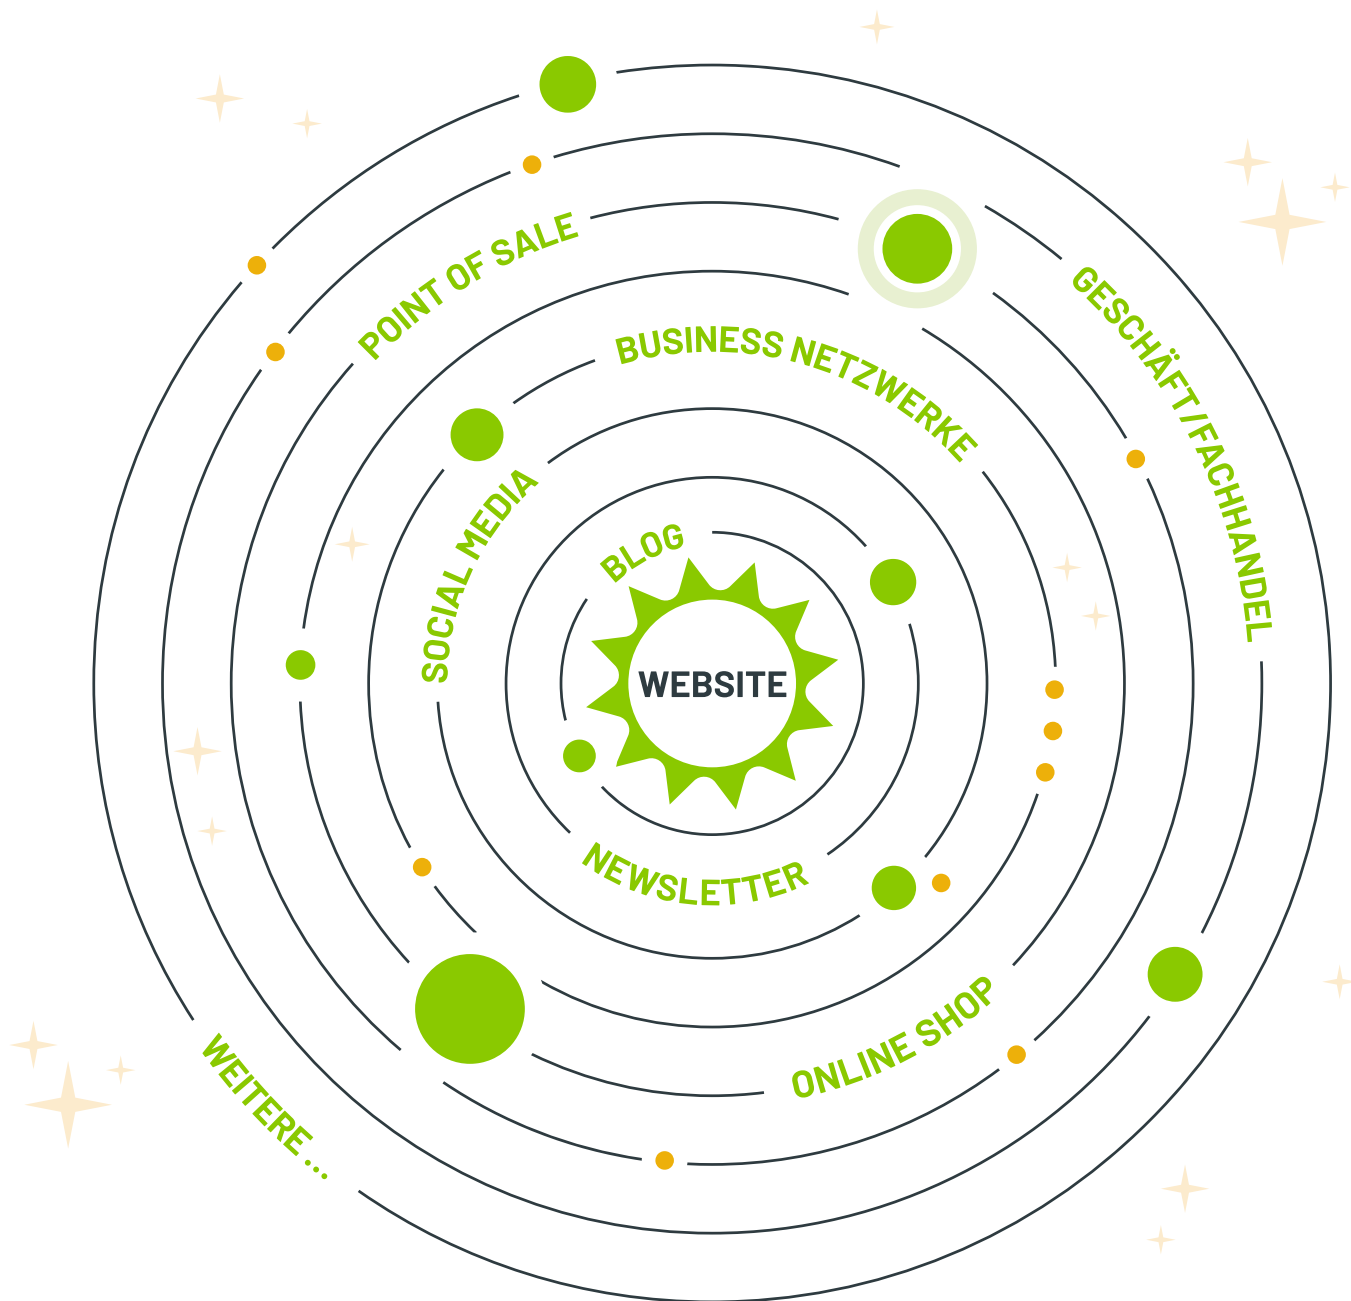 POINT OF SALE
GESCHÄFT/FACHHANDEL
BUSINESS NETZWERKE
SOCIAL MEDIA
BLOG
WEBSITE
NEWSLETTER
ONLINE SHOP
WEITERE ...